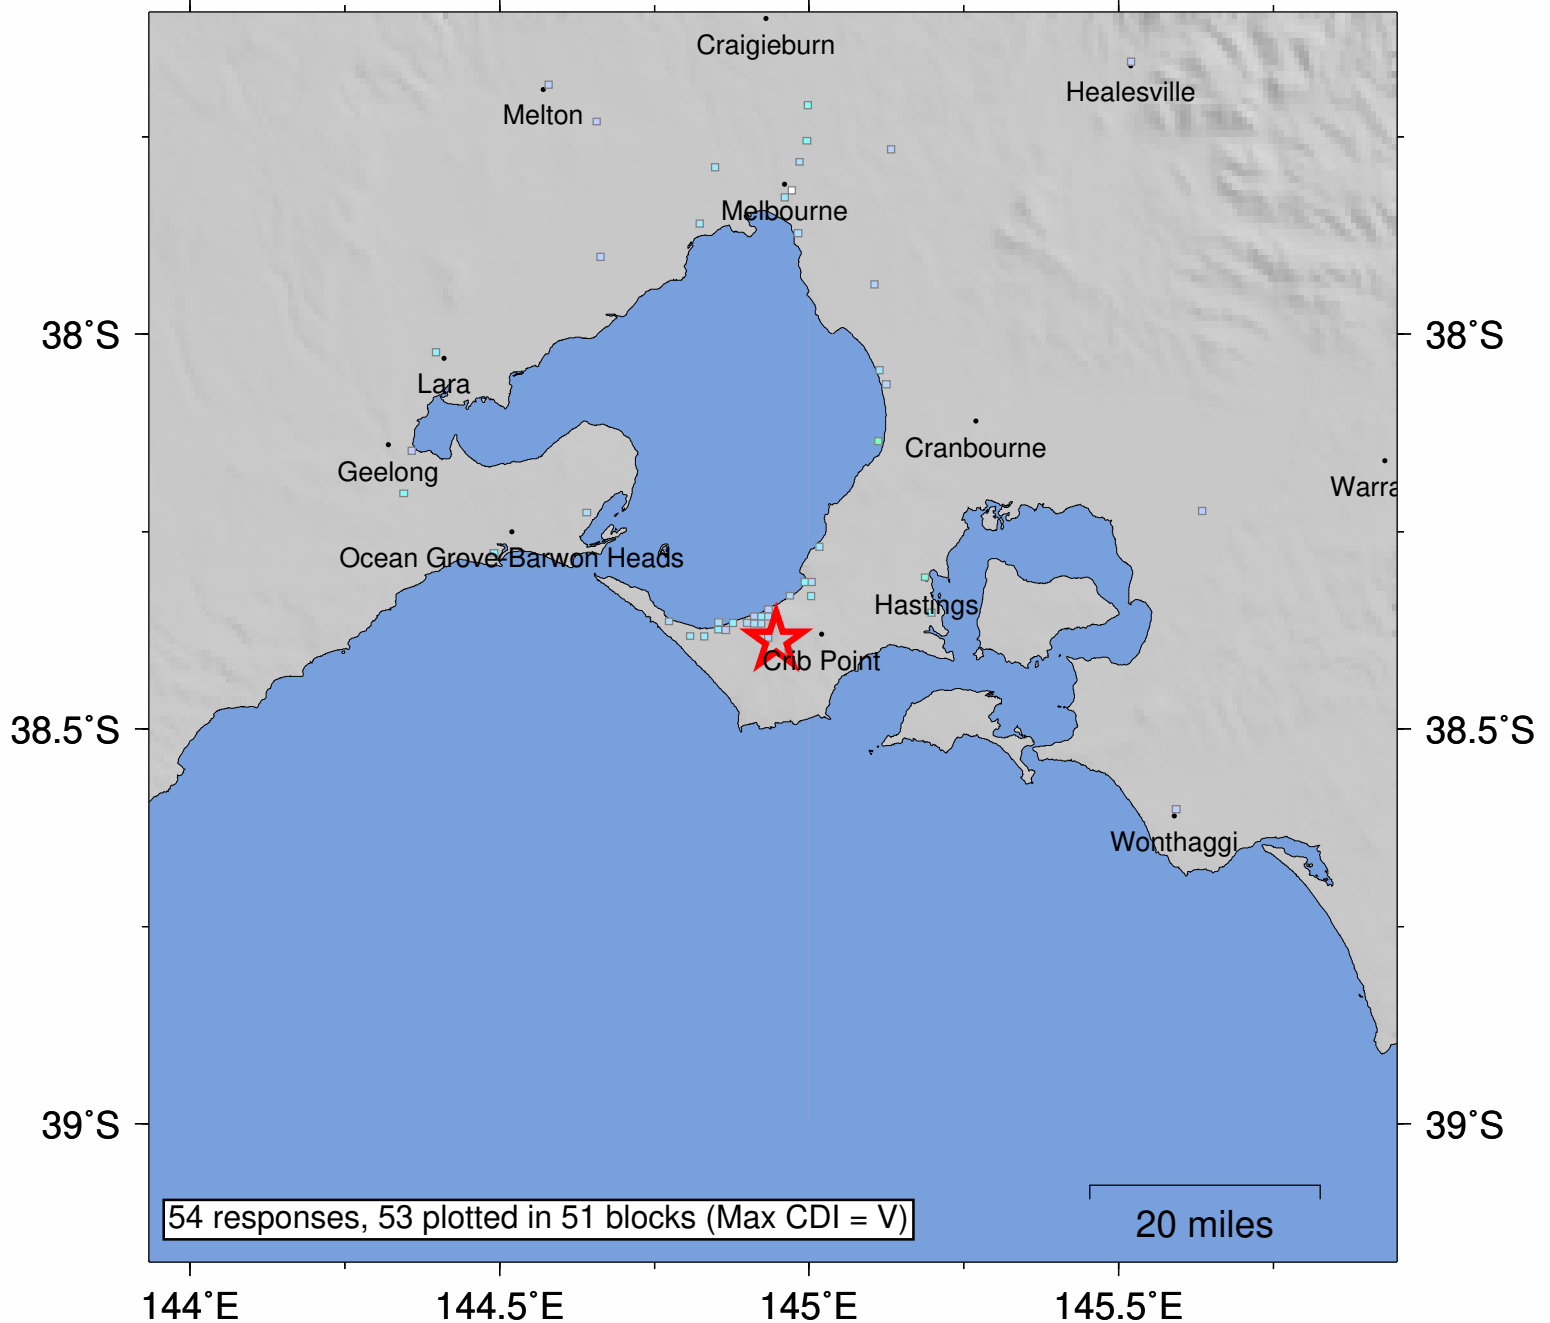 Craigieburn
Healesville
Melton
Melbourne
38°S
38°S
Lara
Cranbourne
Geelong
Warra
Ocean Grove-Barwon Heads
Hastings
Crib Point
38.5°S
38.5°S
Wonthaggi
39°S
39°S
54 responses, 53 plotted in 51 blocks (Max CDI = V)
20 miles
144°E
144.5°E
145°E
145.5°E